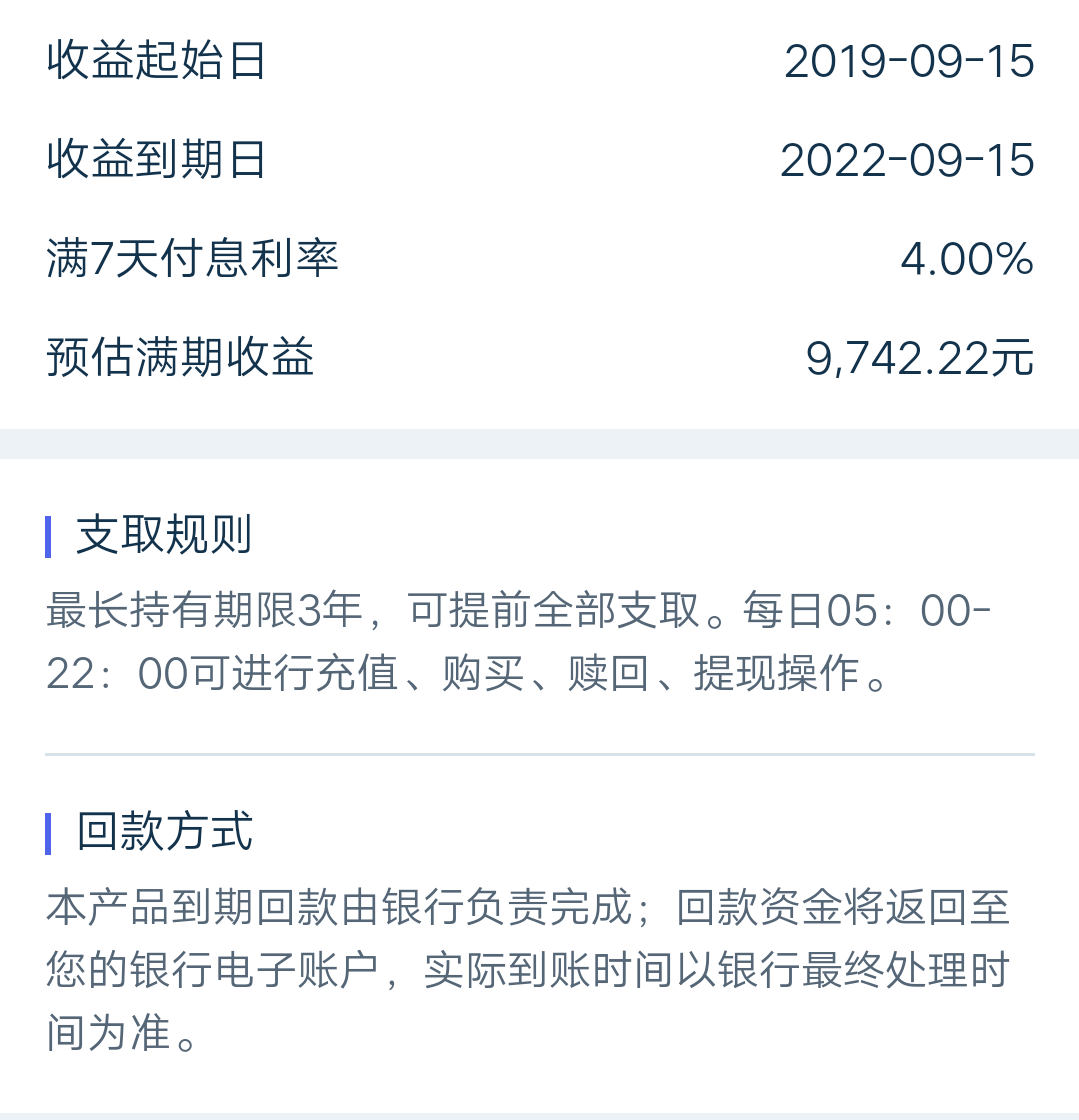 收益起始日 2019-09-15
收益到期日 2022-09-15
满7天付息利率 4.00%
预估满期收益 9,742.22元
支取规则
最长持有期限3年，可提前全部支取。每日05：00-
22：00可进行充值、购买、赎回、提现操作。
回款方式
本产品到期回款由银行负责完成；回款资金将返回至
您的银行电子账户，实际到账时间以银行最终处理时
间为准。